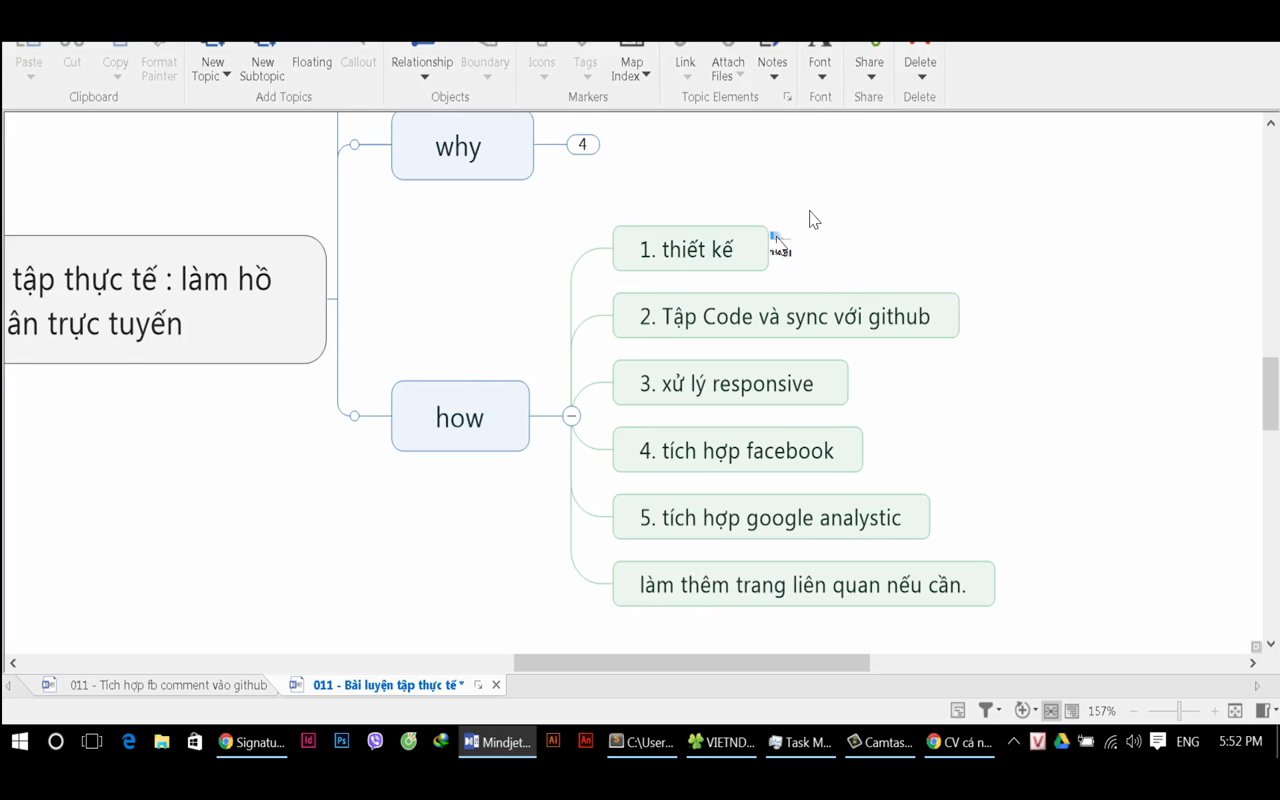 Paste
Cut
Copy
Format
Painter
New
Topic
New
Subtopic
Floating
Callout
Relationship
Boundary
Icons
Tags
Map
Index
Link
Attach
Files
Notes
Font
Share
Delete
Clipboard
Add Topics
Objects
Markers
Topic Elements
Font
Share
Delete
why
4
tập thực tế : làm hồ
ân trực tuyến
how
1. thiết kế
2. Tập Code và sync với github
3. xử lý responsive
4. tích hợp facebook
5. tích hợp google analystic
làm thêm trang liên quan nếu cần.
011 - Tích hợp fb comment vào github
011 - Bài luyện tập thực tế *
157%
Signatu...
Mindjet...
C:\User...
VIETND...
Task M...
Camtas...
CV cá n...
ENG
5:52 PM